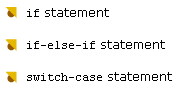 if statement
if-else-if statement
switch-case statement